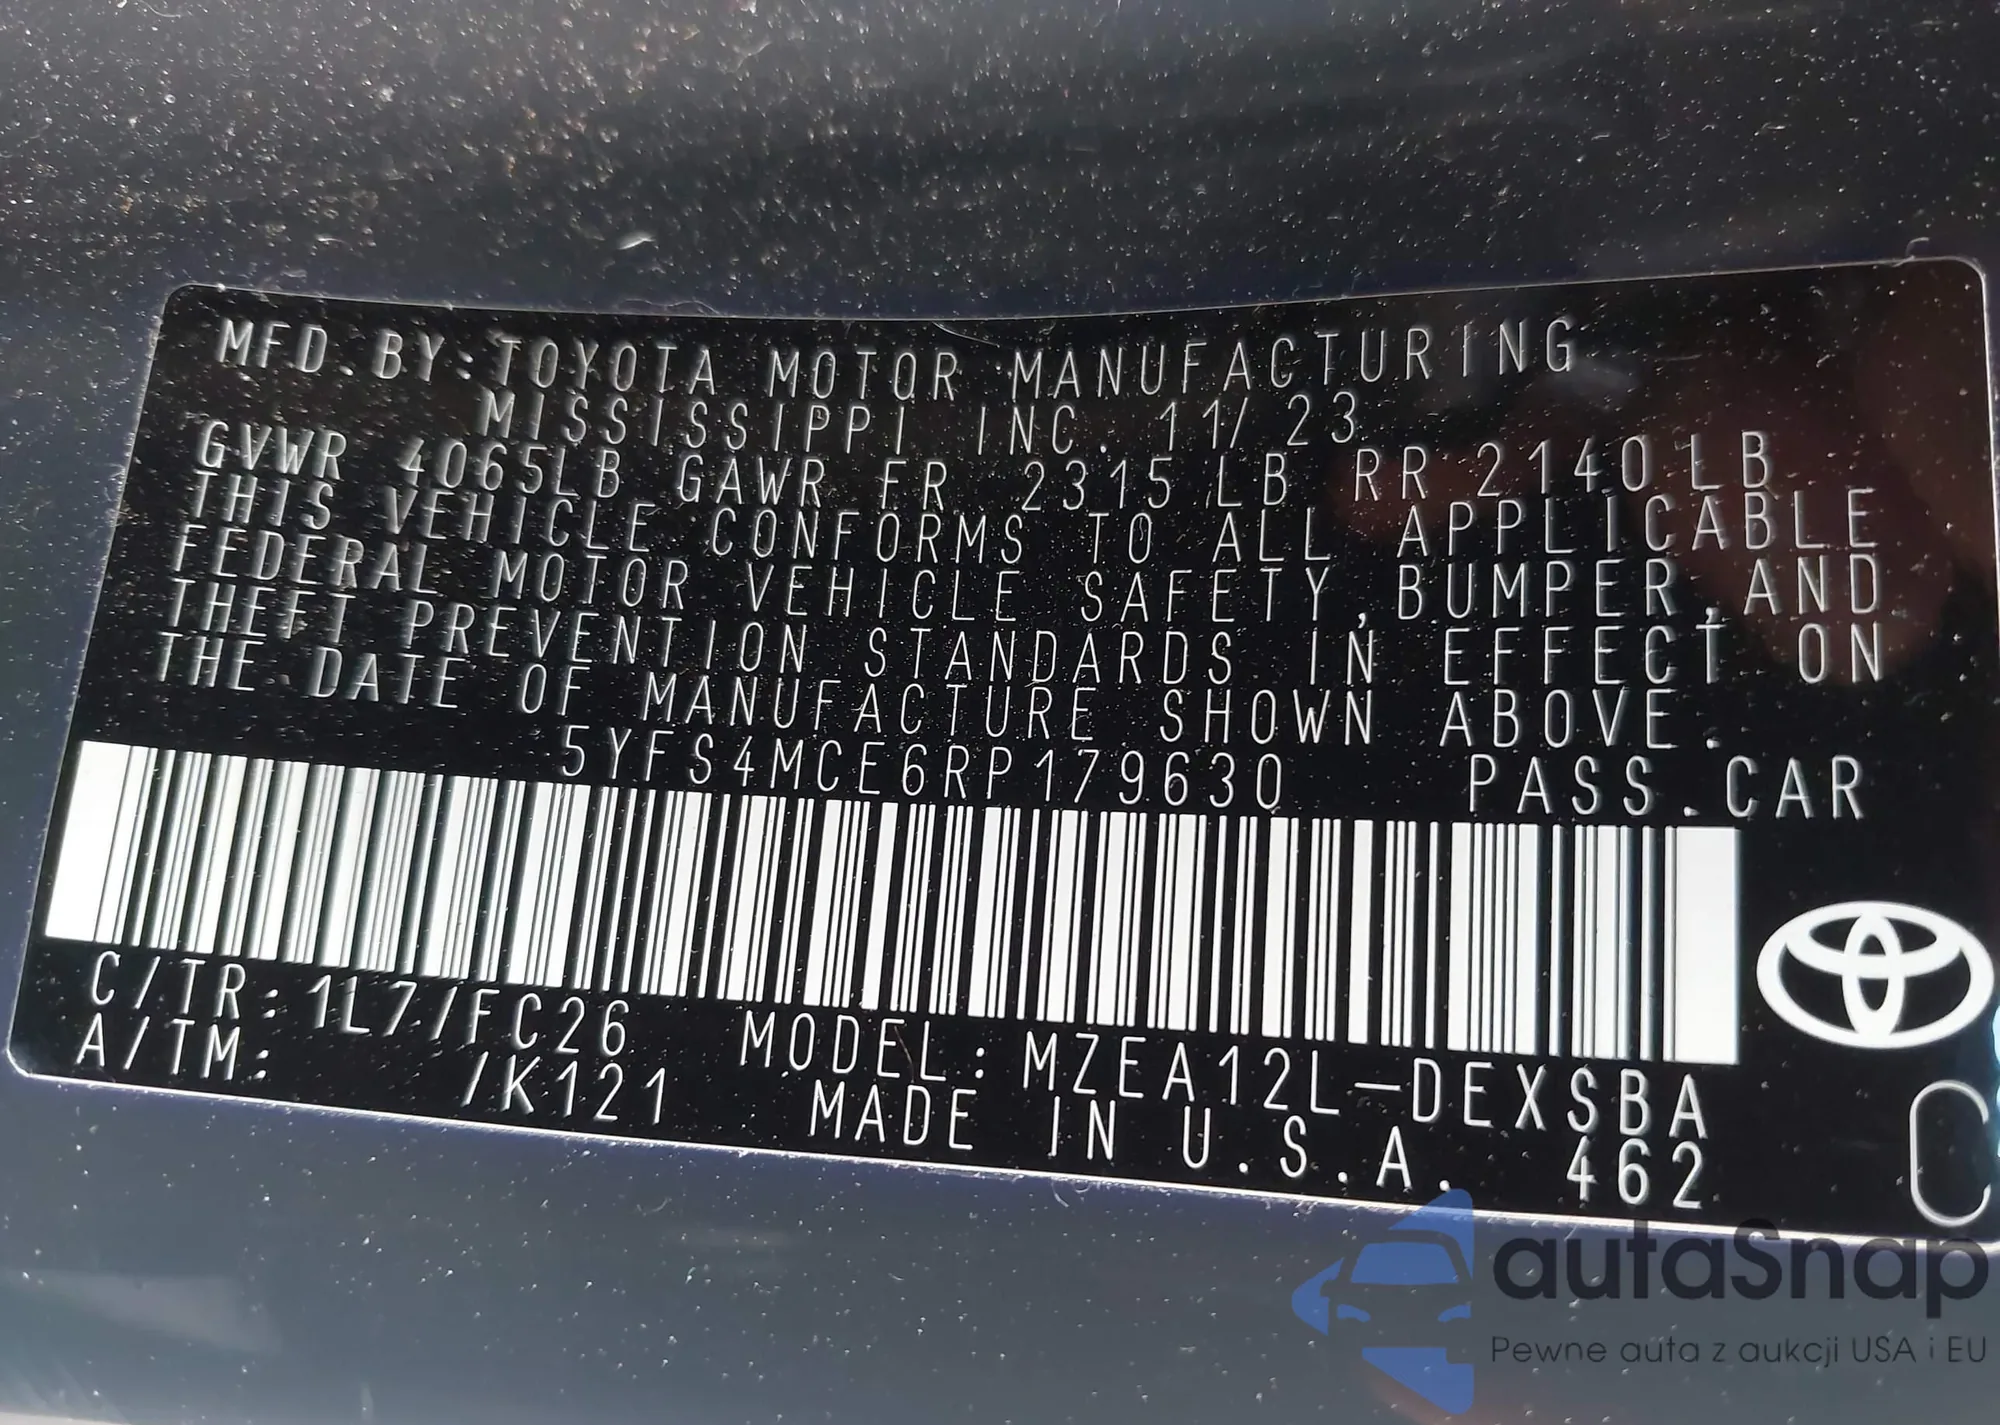 MFD.BY:TOYOTA MOTOR MANUFACTURING
MISSISSIPPI INC. 11/23
GVWR 4065LB GAWR FR 2315LB RR 2140LB
THIS VEHICLE CONFORMS TO ALL APPLICABLE
FEDERAL MOTOR VEHICLE SAFETY,BUMPER,AND
THEFT PREVENTION STANDARDS IN EFFECT ON
THE DATE OF MANUFACTURE SHOWN ABOVE.
5YFS4MCE6RP179630 PASS.CAR
C/TR:1L7/FC26 MODEL:MZEA12L-DEXSBA
A/TM: /K121 MADE IN U.S.A. 462
C
autaSnap
Pewne auta z aukcji USA i EU